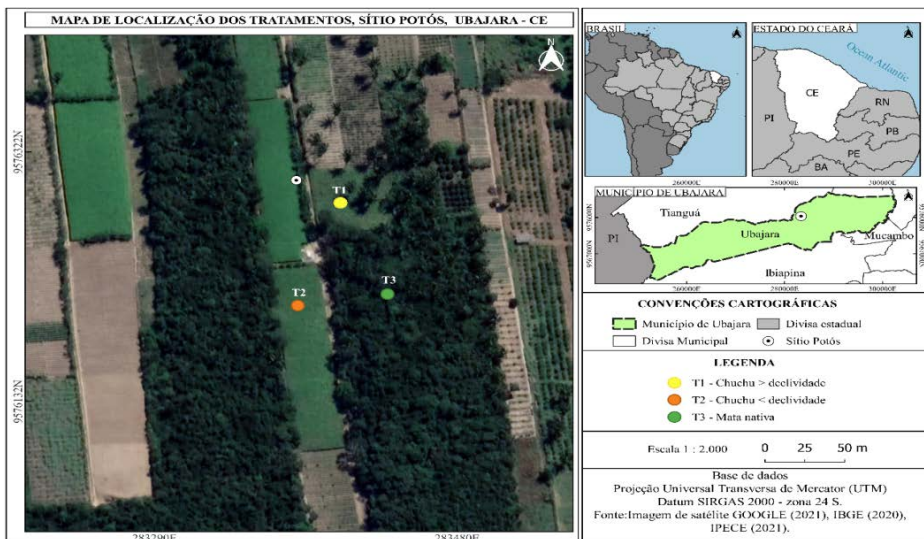 MAPA DE LOCALIZAÇÃO DOS TRATAMENTOS, SÍTIO POTÓS, UBAJARA - CE
N
9576322N
9576132N
T1
T2
T3
283290E
283480E
BRASIL
ESTADO DO CEARÁ
Ocean Atlantic
CE
PI
RN
PB
PE
BA
260000E
280000E
300000E
MUNICÍPIO DE UBAJARA
Tianguá
PI
Ubajara
Mucambo
Ibiapina
260000E
280000E
300000E
CONVENÇÕES CARTOGRÁFICAS
Município de Ubajara
Divisa estadual
Divisa Municipal
Sítio Potós
LEGENDA
T1 - Chuchu > declividade
T2 - Chuchu < declividade
T3 - Mata nativa
Escala 1 : 2.000
0 25 50 m
Base de dados
Projeção Universal Transversa de Mercator (UTM)
Datum SIRGAS 2000 - zona 24 S.
Fonte:Imagem de satélite GOOGLE (2021), IBGE (2020),
IPECE (2021).